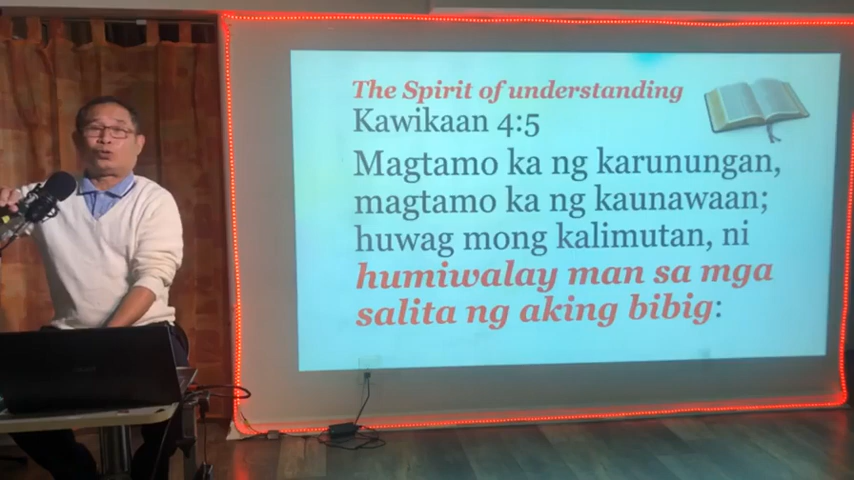 The Spirit of understanding
Kawikaan 4:5
Magtamo ka ng karunungan,
magtamo ka ng kaunawaan;
huwag mong kalimutan, ni
humiwalay man sa mga
salita ng aking bibig: